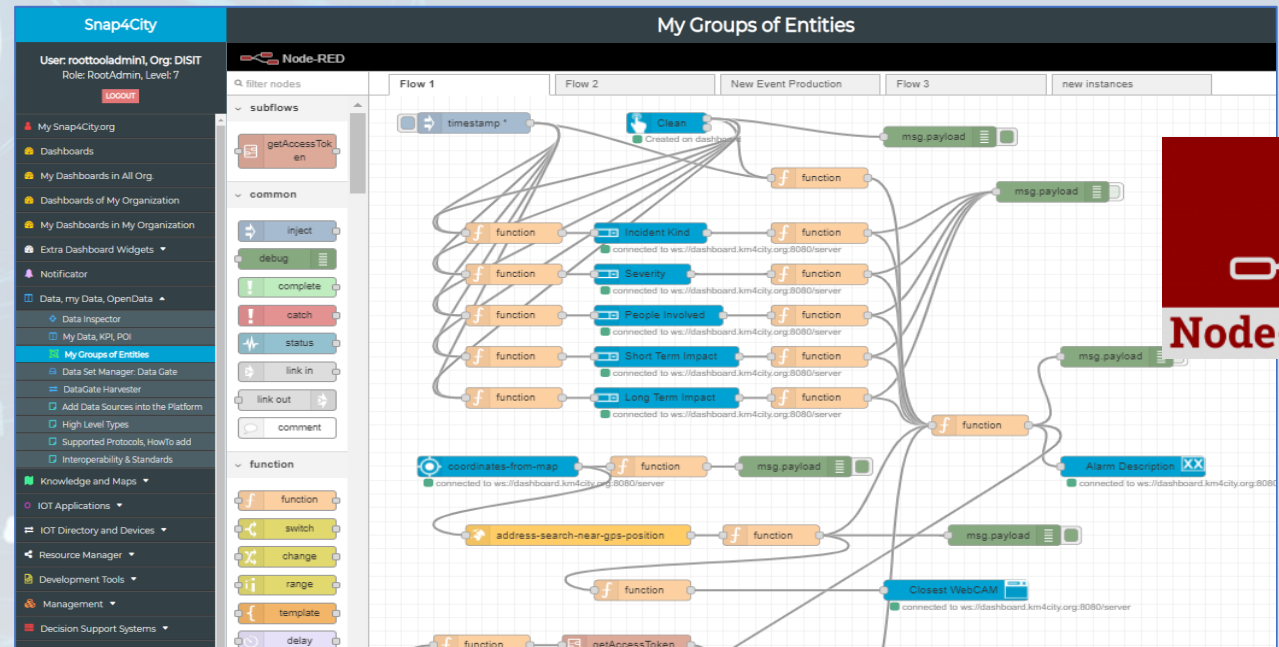 Snap4City
My Groups of Entities
User: roottooladmin1, Org: DISIT
Role: RootAdmin, Level: 7
LOGOUT
My Snap4City.org
Dashboards
My Dashboards in All Org.
Dashboards of My Organization
My Dashboards in My Organization
Extra Dashboard Widgets
Notificator
Data, my Data, OpenData
Data Inspector
My Data, KPI, POI
My Groups of Entities
Data Set Manager: Data Gate
DataGate Harvester
Add Data Sources into the Platform
High Level Types
Supported Protocols, HowTo add
Interoperability & Standards
Knowledge and Maps
IOT Applications
IOT Directory and Devices
Resource Manager
Development Tools
Management
Decision Support Systems
Node-RED
filter nodes
subflows
getAccessTok
en
common
inject
debug
complete
catch
status
link in
link out
comment
function
function
switch
change
range
template
delay
Flow 1
Flow 2
New Event Production
Flow 3
new instances
timestamp *
Clean
Created on dashboard
msg.payload
function
msg.payload
function
Incident Kind
function
connected to ws://dashboard.km4city.org:8080/server
function
Severity
function
connected to ws://dashboard.km4city.org:8080/server
function
People Involved
function
connected to ws://dashboard.km4city.org:8080/server
function
Short Term Impact
function
msg.payload
connected to ws://dashboard.km4city.org:8080/server
function
Long Term Impact
function
connected to ws://dashboard.km4city.org:8080/server
function
coordinates-from-map
function
msg.payload
Alarm Description
XX
connected to ws://dashboard.km4city.org:8080/server
connected to ws://dashboard.km4city.org:8080
address-search-near-gps-position
function
msg.payload
function
Closest WebCAM
connected to ws://dashboard.km4city.org:8080/server
function
getAccessToken
Node